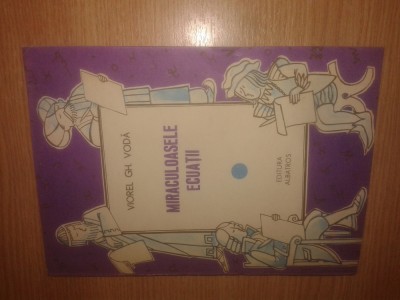 VIOREL GH. VODĂ
MIRACULOASELE
ECUAȚII
EDITURA
ALBATROS